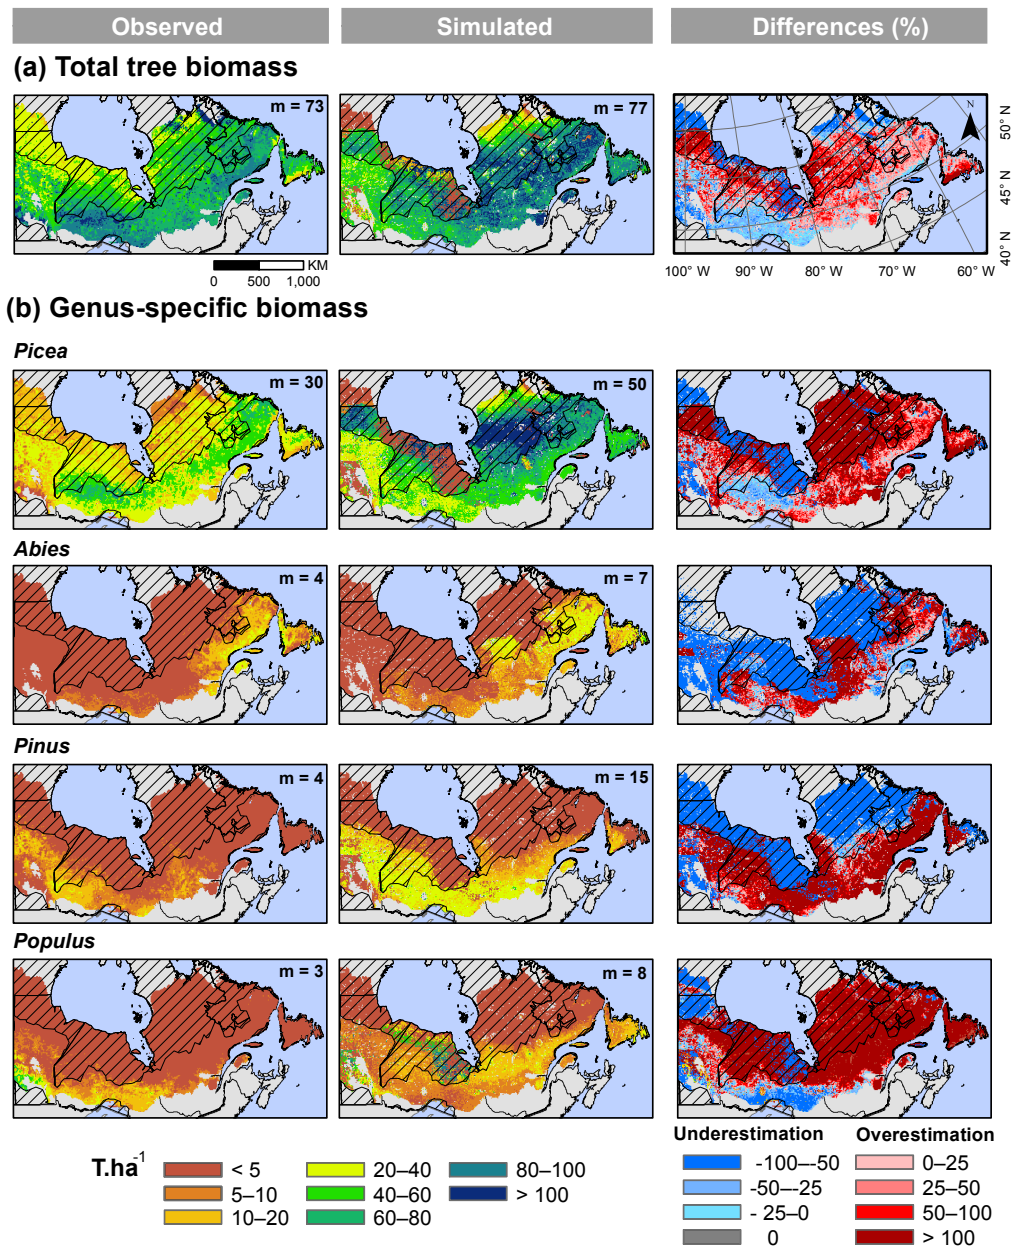 Observed
Simulated
Differences (%)
(a) Total tree biomass
m = 73
m = 77
N
50° N
45° N
40° N
KM
0 500 1,000
100° W 90° W 80° W 70° W 60° W
(b) Genus-specific biomass
Picea
m = 30
m = 50
Abies
m = 4
m = 7
Pinus
m = 4
m = 15
Populus
m = 3
m = 8
T.ha-1
< 5
5–10
10–20
20–40
40–60
60–80
80–100
> 100
Underestimation
-100–-50
-50–-25
- 25–0
0
Overestimation
0–25
25–50
50–100
> 100